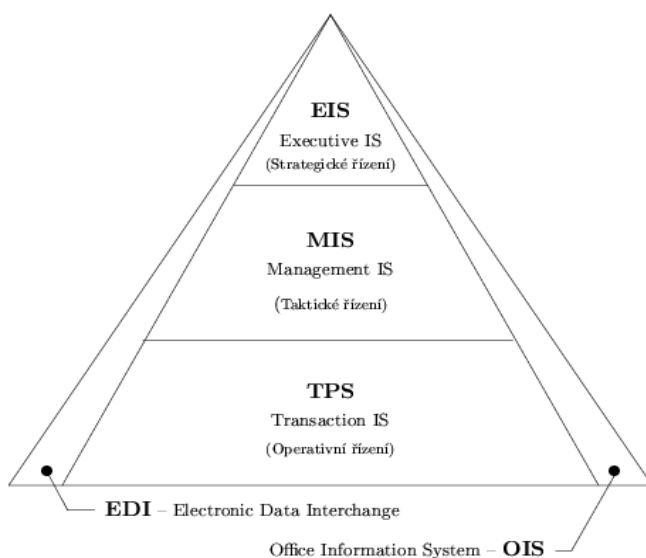 EIS
Executive IS
(Strategické řízení)
MIS
Management IS
(Taktické řízení)
TPS
Transaction IS
(Operativní řízení)
EDI – Electronic Data Interchange
Office Information System – OIS